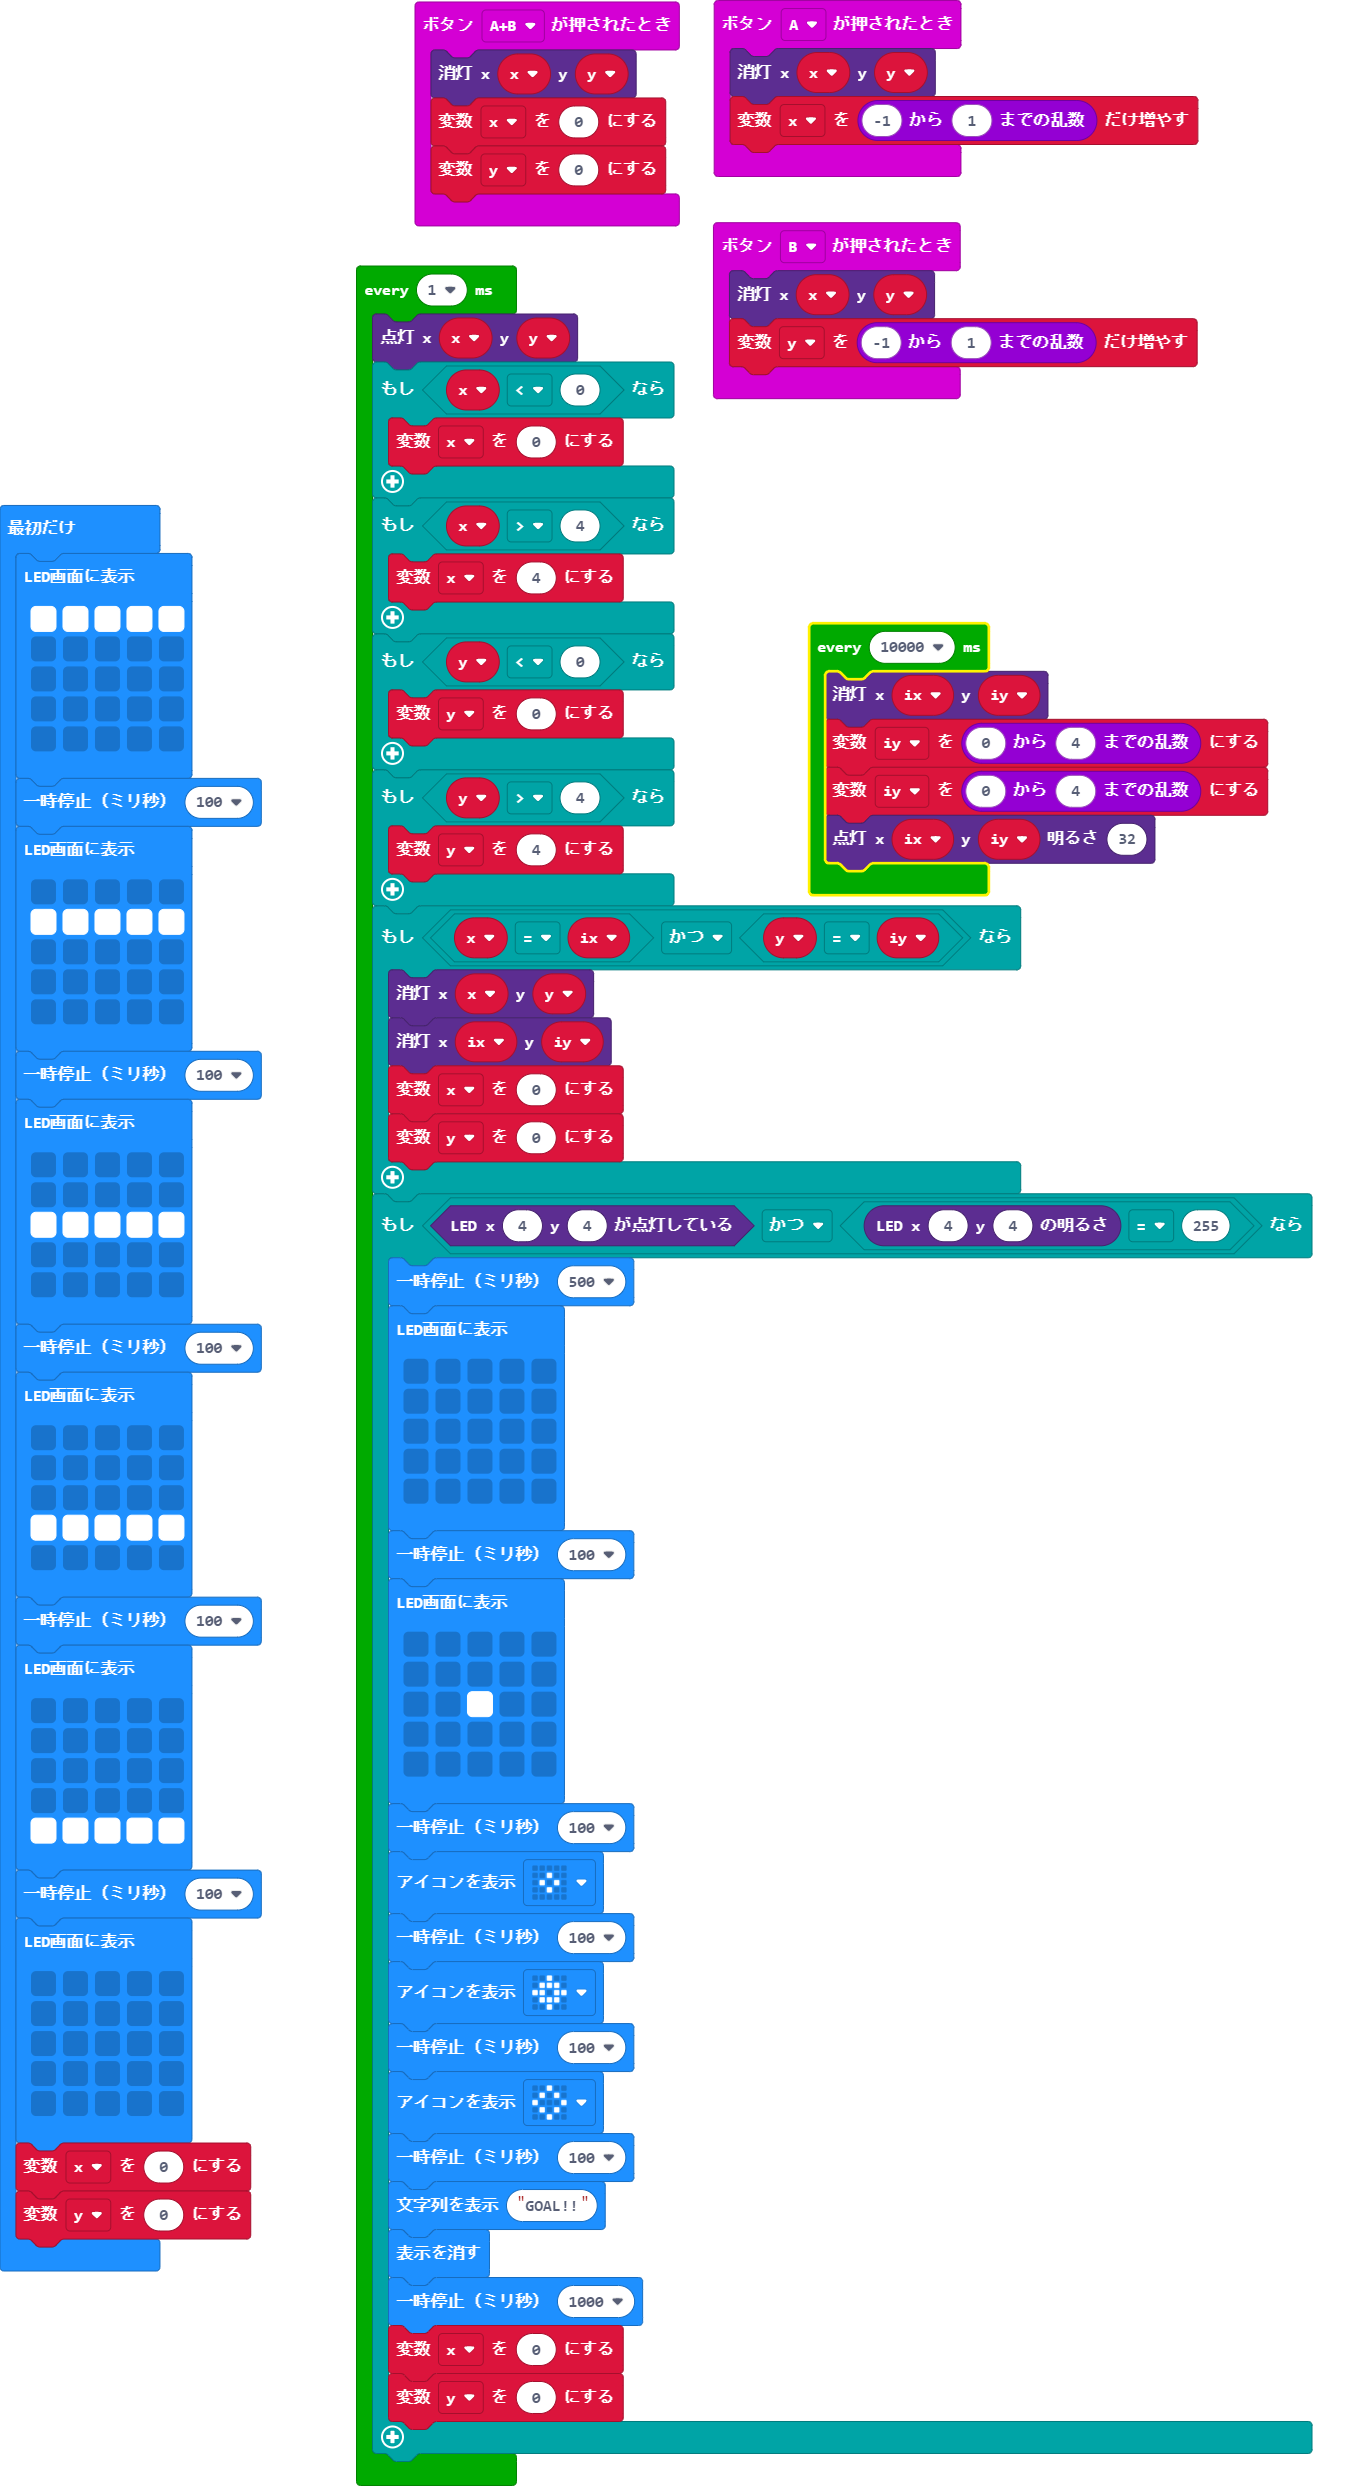 ボタン A+B が押されたとき
消灯 x x y y
変数 x を 0 にする
変数 y を 0 にする
ボタン A が押されたとき
消灯 x x y y
変数 x を -1 から 1 までの乱数 だけ増やす
ボタン B が押されたとき
消灯 x x y y
変数 y を -1 から 1 までの乱数 だけ増やす
最初だけ
LED画面に表示
一時停止（ミリ秒） 100
LED画面に表示
一時停止（ミリ秒） 100
LED画面に表示
一時停止（ミリ秒） 100
LED画面に表示
一時停止（ミリ秒） 100
LED画面に表示
一時停止（ミリ秒） 100
LED画面に表示
変数 x を 0 にする
変数 y を 0 にする
every 1 ms
点灯 x x y y
もし x < 0 なら
変数 x を 0 にする
もし x > 4 なら
変数 x を 4 にする
もし y < 0 なら
変数 y を 0 にする
もし y > 4 なら
変数 y を 4 にする
もし x = ix かつ y = iy なら
消灯 x x y y
消灯 x ix y iy
変数 x を 0 にする
変数 y を 0 にする
もし LED x 4 y 4 が点灯している かつ LED x 4 y 4 の明るさ = 255 なら
一時停止（ミリ秒） 500
LED画面に表示
一時停止（ミリ秒） 100
LED画面に表示
一時停止（ミリ秒） 100
アイコンを表示
一時停止（ミリ秒） 100
アイコンを表示
一時停止（ミリ秒） 100
アイコンを表示
一時停止（ミリ秒） 100
文字列を表示 "GOAL!!"
表示を消す
一時停止（ミリ秒） 1000
変数 x を 0 にする
変数 y を 0 にする
every 10000 ms
消灯 x ix y iy
変数 iy を 0 から 4 までの乱数 にする
変数 iy を 0 から 4 までの乱数 にする
点灯 x ix y iy 明るさ 32